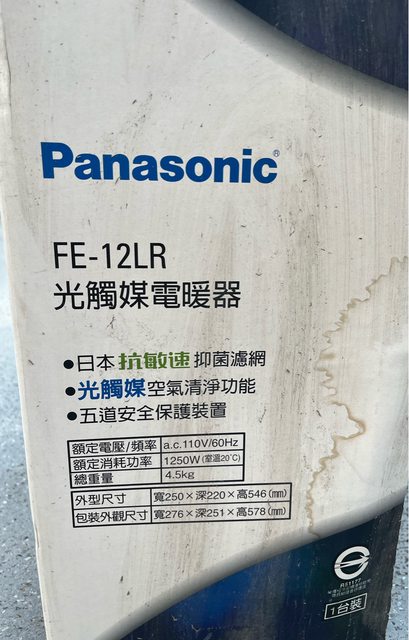 Panasonic®
FE-12LR
光觸媒電暖器
●日本 抗敏速 抑菌濾網
●光觸媒 空氣清淨功能
●五道安全保護裝置
額定電壓/頻率 a.c.110V/60Hz
額定消耗功率 1250W(室溫20℃)
總重量 4.5kg
外型尺寸 寬250×深220×高546(mm)
包裝外觀尺寸 寬276×深251×高578(mm)
R51177
1台裝